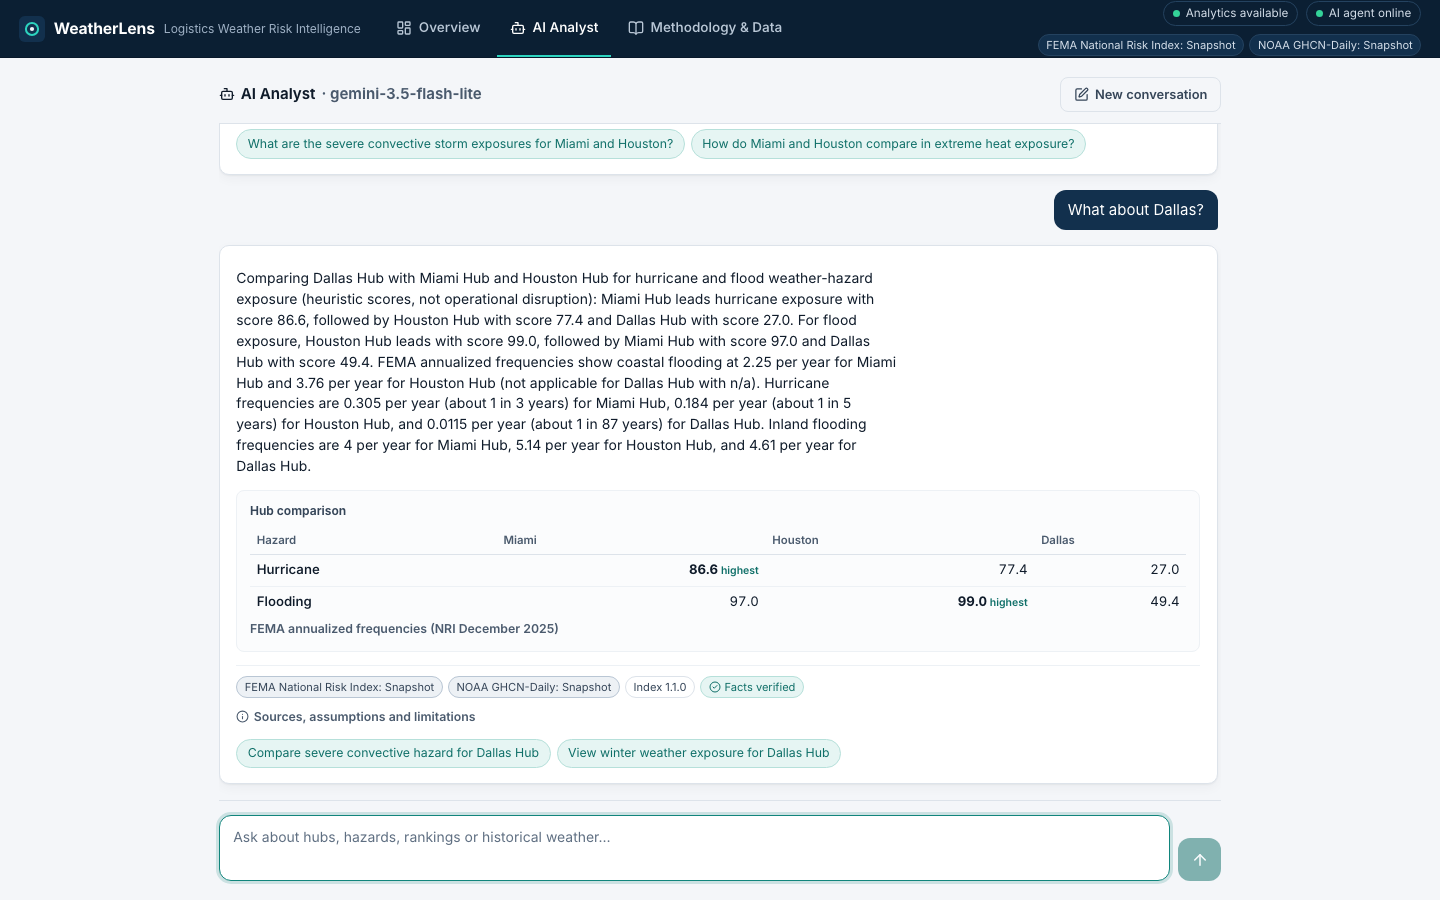 WeatherLens Logistics Weather Risk Intelligence
Overview
AI Analyst
Methodology & Data
Analytics available
AI agent online
FEMA National Risk Index: Snapshot
NOAA GHCN-Daily: Snapshot
AI Analyst · gemini-3.5-flash-lite
New conversation
What are the severe convective storm exposures for Miami and Houston?
How do Miami and Houston compare in extreme heat exposure?
What about Dallas?
Comparing Dallas Hub with Miami Hub and Houston Hub for hurricane and flood weather-hazard
exposure (heuristic scores, not operational disruption): Miami Hub leads hurricane exposure with
score 86.6, followed by Houston Hub with score 77.4 and Dallas Hub with score 27.0. For flood
exposure, Houston Hub leads with score 99.0, followed by Miami Hub with score 97.0 and Dallas
Hub with score 49.4. FEMA annualized frequencies show coastal flooding at 2.25 per year for Miami
Hub and 3.76 per year for Houston Hub (not applicable for Dallas Hub with n/a). Hurricane
frequencies are 0.305 per year (about 1 in 3 years) for Miami Hub, 0.184 per year (about 1 in 5
years) for Houston Hub, and 0.0115 per year (about 1 in 87 years) for Dallas Hub. Inland flooding
frequencies are 4 per year for Miami Hub, 5.14 per year for Houston Hub, and 4.61 per year for
Dallas Hub.
Hub comparison
Hazard Miami Houston Dallas
Hurricane 86.6 highest 77.4 27.0
Flooding 97.0 99.0 highest 49.4
FEMA annualized frequencies (NRI December 2025)
FEMA National Risk Index: Snapshot
NOAA GHCN-Daily: Snapshot
Index 1.1.0
Facts verified
Sources, assumptions and limitations
Compare severe convective hazard for Dallas Hub
View winter weather exposure for Dallas Hub
Ask about hubs, hazards, rankings or historical weather...